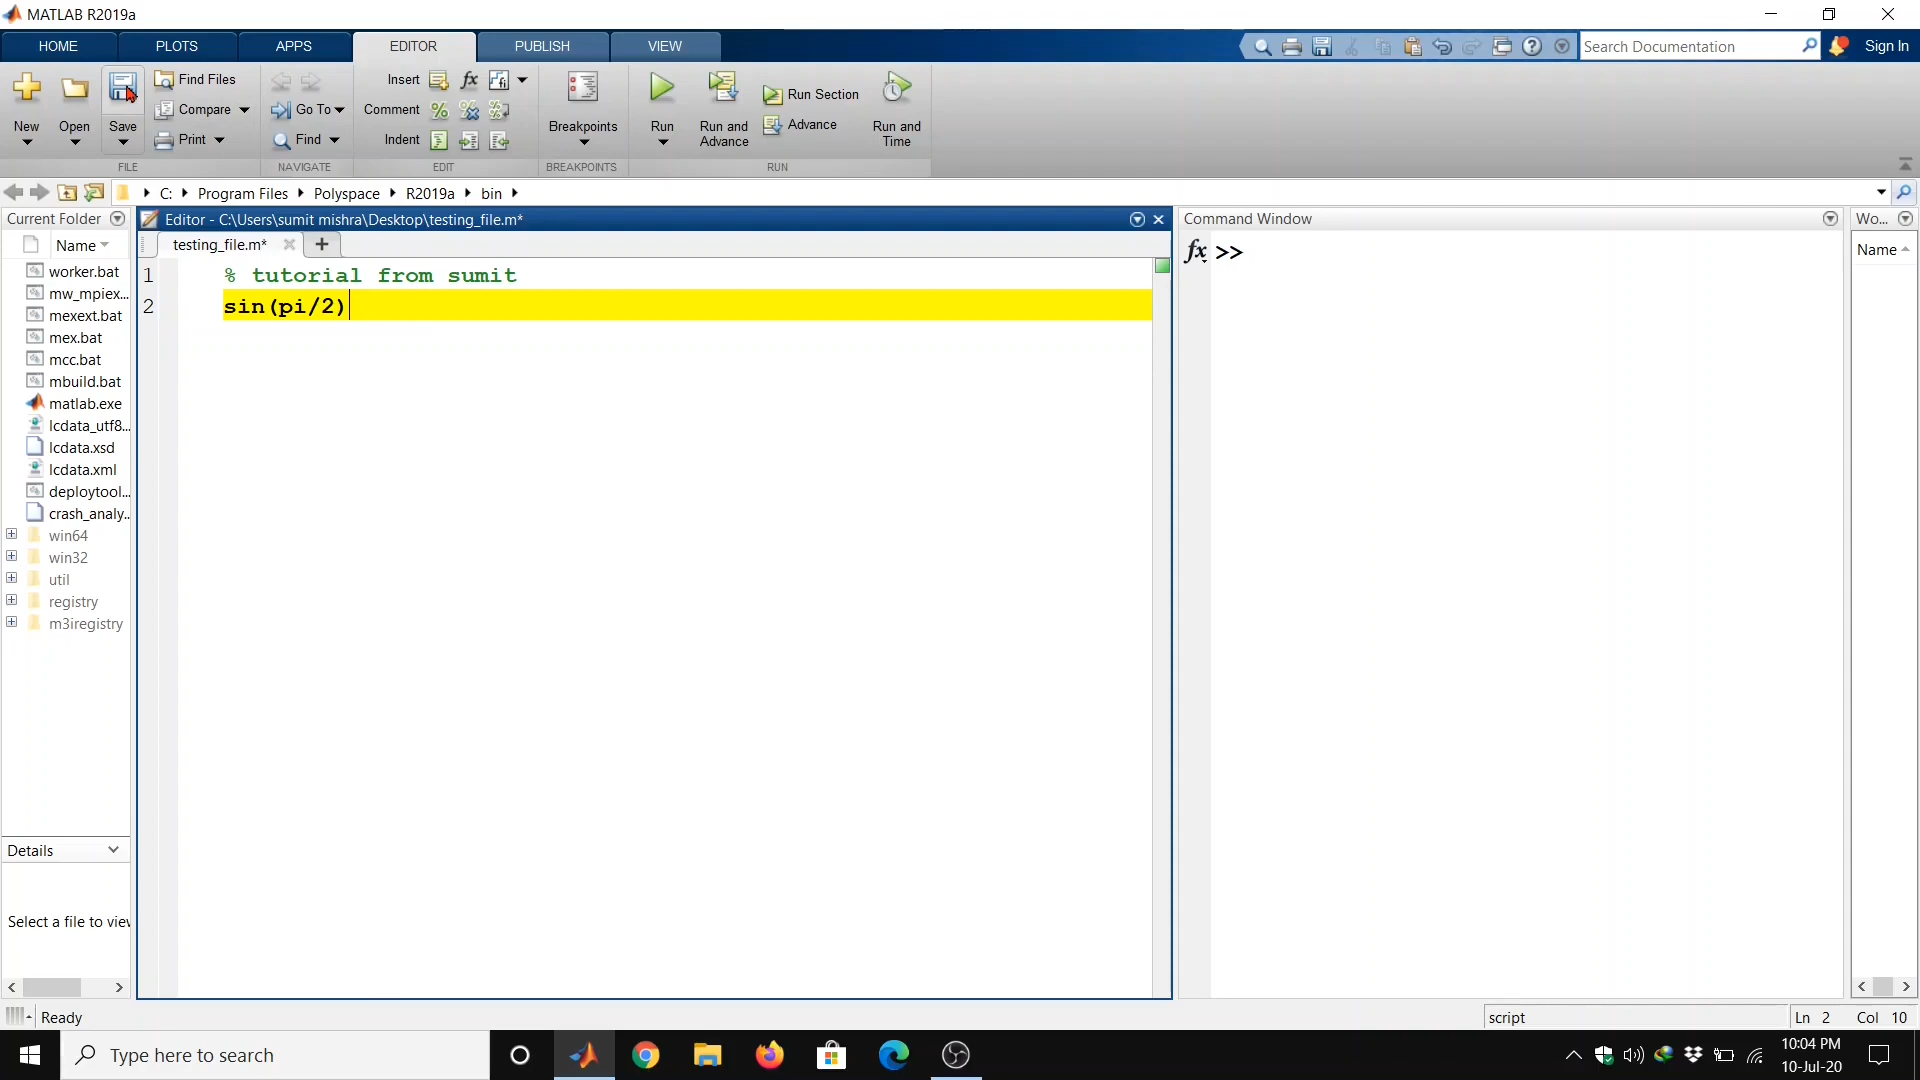 MATLAB R2019a
HOME PLOTS APPS EDITOR PUBLISH VIEW
Search Documentation
Sign In
New
Open
Save
Find Files
Compare
Print
FILE
Go To
Find
NAVIGATE
Insert
fx
Comment
Indent
EDIT
Breakpoints
BREAKPOINTS
Run
Run and
Advance
Run Section
Advance
Run and
Time
RUN
C: Program Files Polyspace R2019a bin
Current Folder
Name
worker.bat
mw_mpiex...
mexext.bat
mex.bat
mcc.bat
mbuild.bat
matlab.exe
lcdata_utf8...
lcdata.xsd
lcdata.xml
deploytool...
crash_analy...
win64
win32
util
registry
m3iregistry
Details
Select a file to view
Editor - C:\Users\sumit mishra\Desktop\testing_file.m*
testing_file.m*
1 % tutorial from sumit
2 sin(pi/2)
Command Window
fx >>
Wo...
Name
Ready
script
Ln 2 Col 10
Type here to search
10:04 PM
10-Jul-20